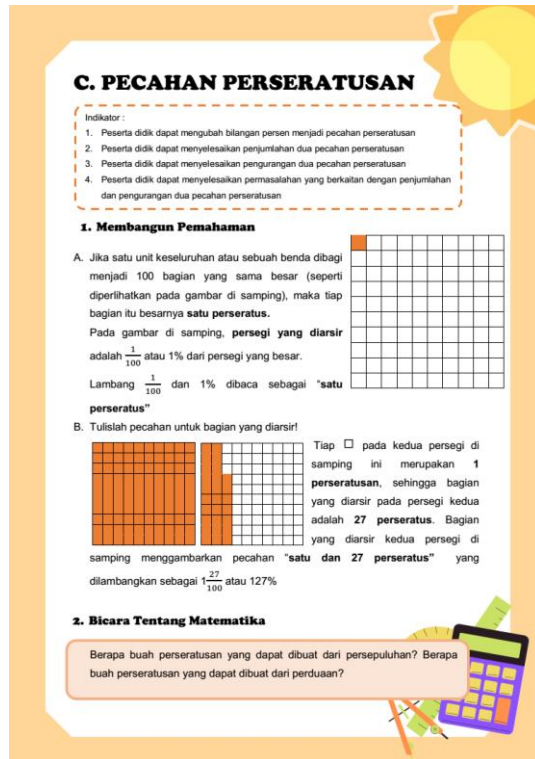 C. PECAHAN PERSERATUSAN
Indikator :
1. Peserta didik dapat mengubah bilangan persen menjadi pecahan perseratusan
2. Peserta didik dapat menyelesaikan penjumlahan dua pecahan perseratusan
3. Peserta didik dapat menyelesaikan pengurangan dua pecahan perseratusan
4. Peserta didik dapat menyelesaikan permasalahan yang berkaitan dengan penjumlahan
dan pengurangan dua pecahan perseratusan
1. Membangun Pemahaman
A. Jika satu unit keseluruhan atau sebuah benda dibagi
menjadi 100 bagian yang sama besar (seperti
diperlihatkan pada gambar di samping), maka tiap
bagian itu besarnya satu perseratus.
Pada gambar di samping, persegi yang diarsir
adalah 1/100 atau 1% dari persegi yang besar.
Lambang 1/100 dan 1% dibaca sebagai "satu
perseratus"
B. Tulislah pecahan untuk bagian yang diarsir!
Tiap □ pada kedua persegi di
samping ini merupakan 1
perseratusan, sehingga bagian
yang diarsir pada persegi kedua
adalah 27 perseratus. Bagian
yang diarsir kedua persegi di
samping menggambarkan pecahan "satu dan 27 perseratus" yang
dilambangkan sebagai 1 27/100 atau 127%
2. Bicara Tentang Matematika
Berapa buah perseratusan yang dapat dibuat dari persepuluhan? Berapa
buah perseratusan yang dapat dibuat dari perduaan?